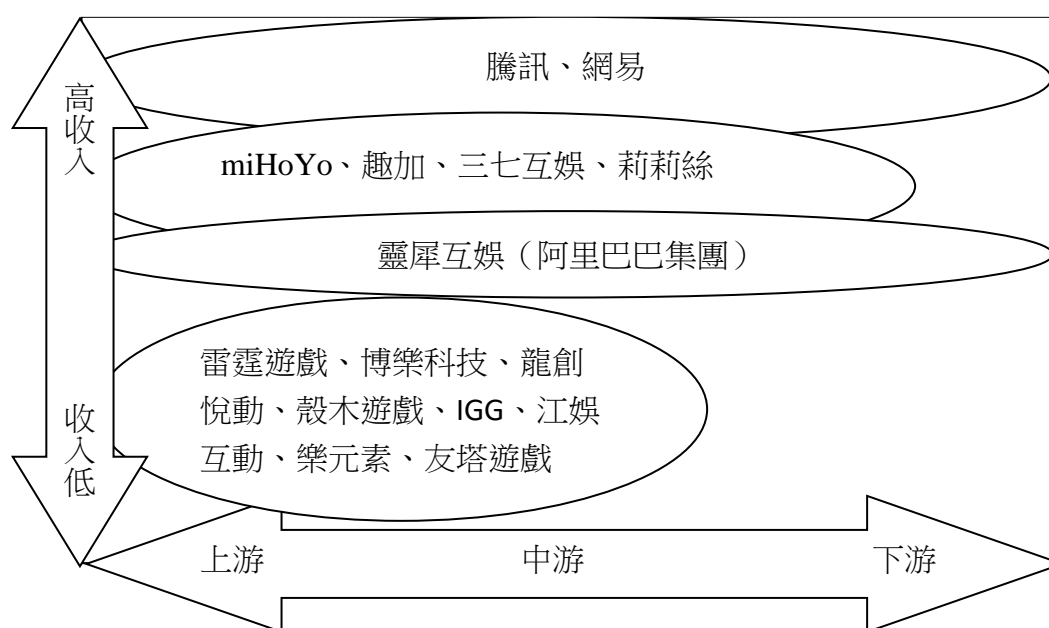 騰訊、網易
高收入
miHoYo、趣加、三七互娛、莉莉絲
靈犀互娛（阿里巴巴集團）
雷霆遊戲、博樂科技、龍創
悅動、殼木遊戲、IGG、江娛
互動、樂元素、友塔遊戲
收入低
上游
中游
下游